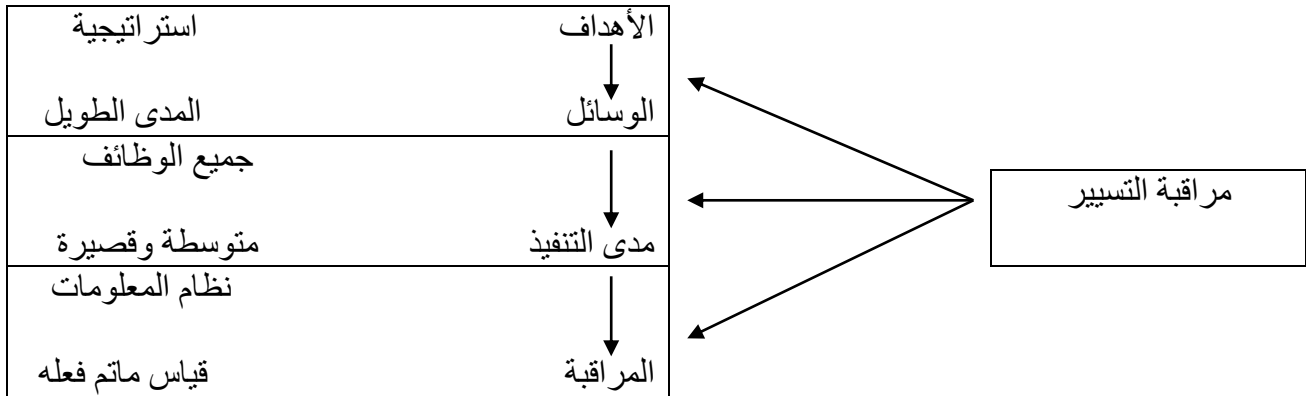 الأهداف استراتيجية
الوسائل المدى الطويل
جميع الوظائف
مراقبة التسيير
مدى التنفيذ متوسطة وقصيرة
نظام المعلومات
المراقبة قياس ماتم فعله